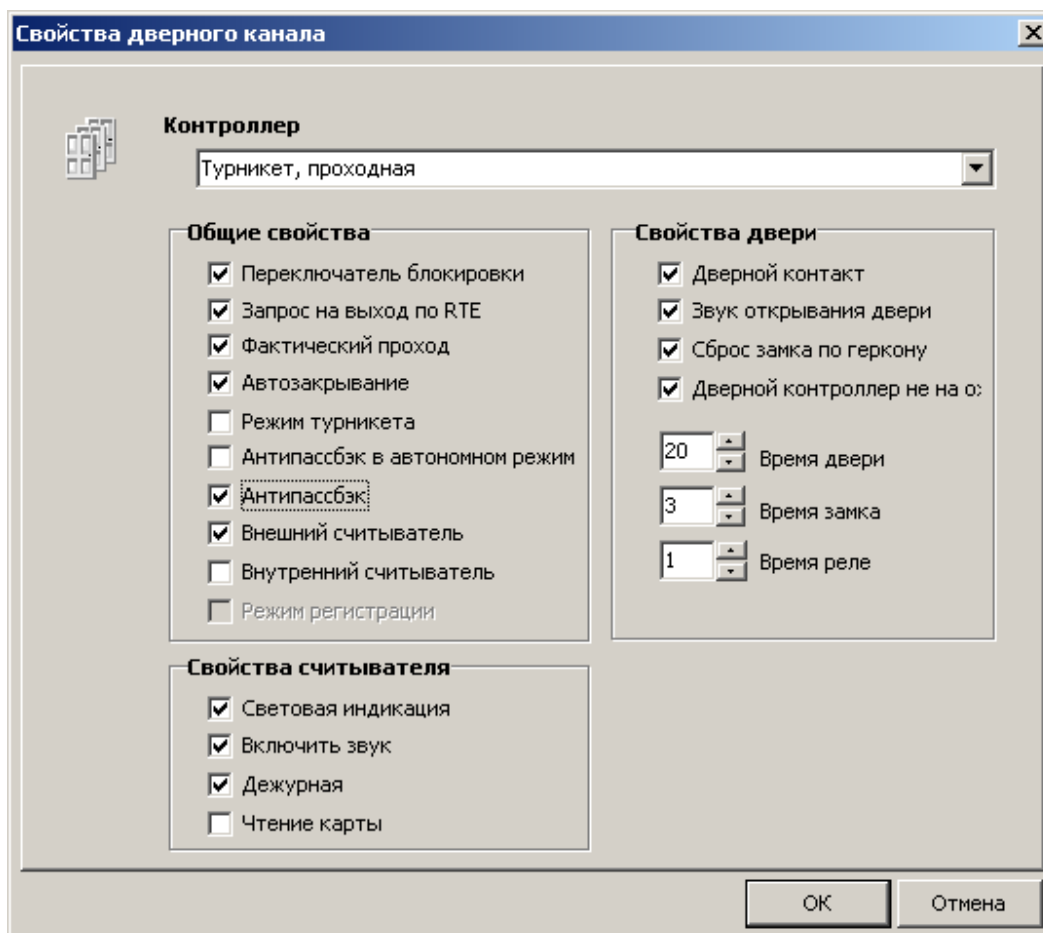 Свойства дверного канала
Контроллер
Турникет, проходная
Общие свойства
Переключатель блокировки
Запрос на выход по RTE
Фактический проход
Автозакрывание
Режим турникета
Антипассбэк в автономном режим
Антипассбэк
Внешний считыватель
Внутренний считыватель
Режим регистрации
Свойства двери
Дверной контакт
Звук открывания двери
Сброс замка по геркону
Дверной контроллер не на
20 Время двери
3 Время замка
1 Время реле
Свойства считывателя
Световая индикация
Включить звук
Дежурная
Чтение карты
OK Отмена